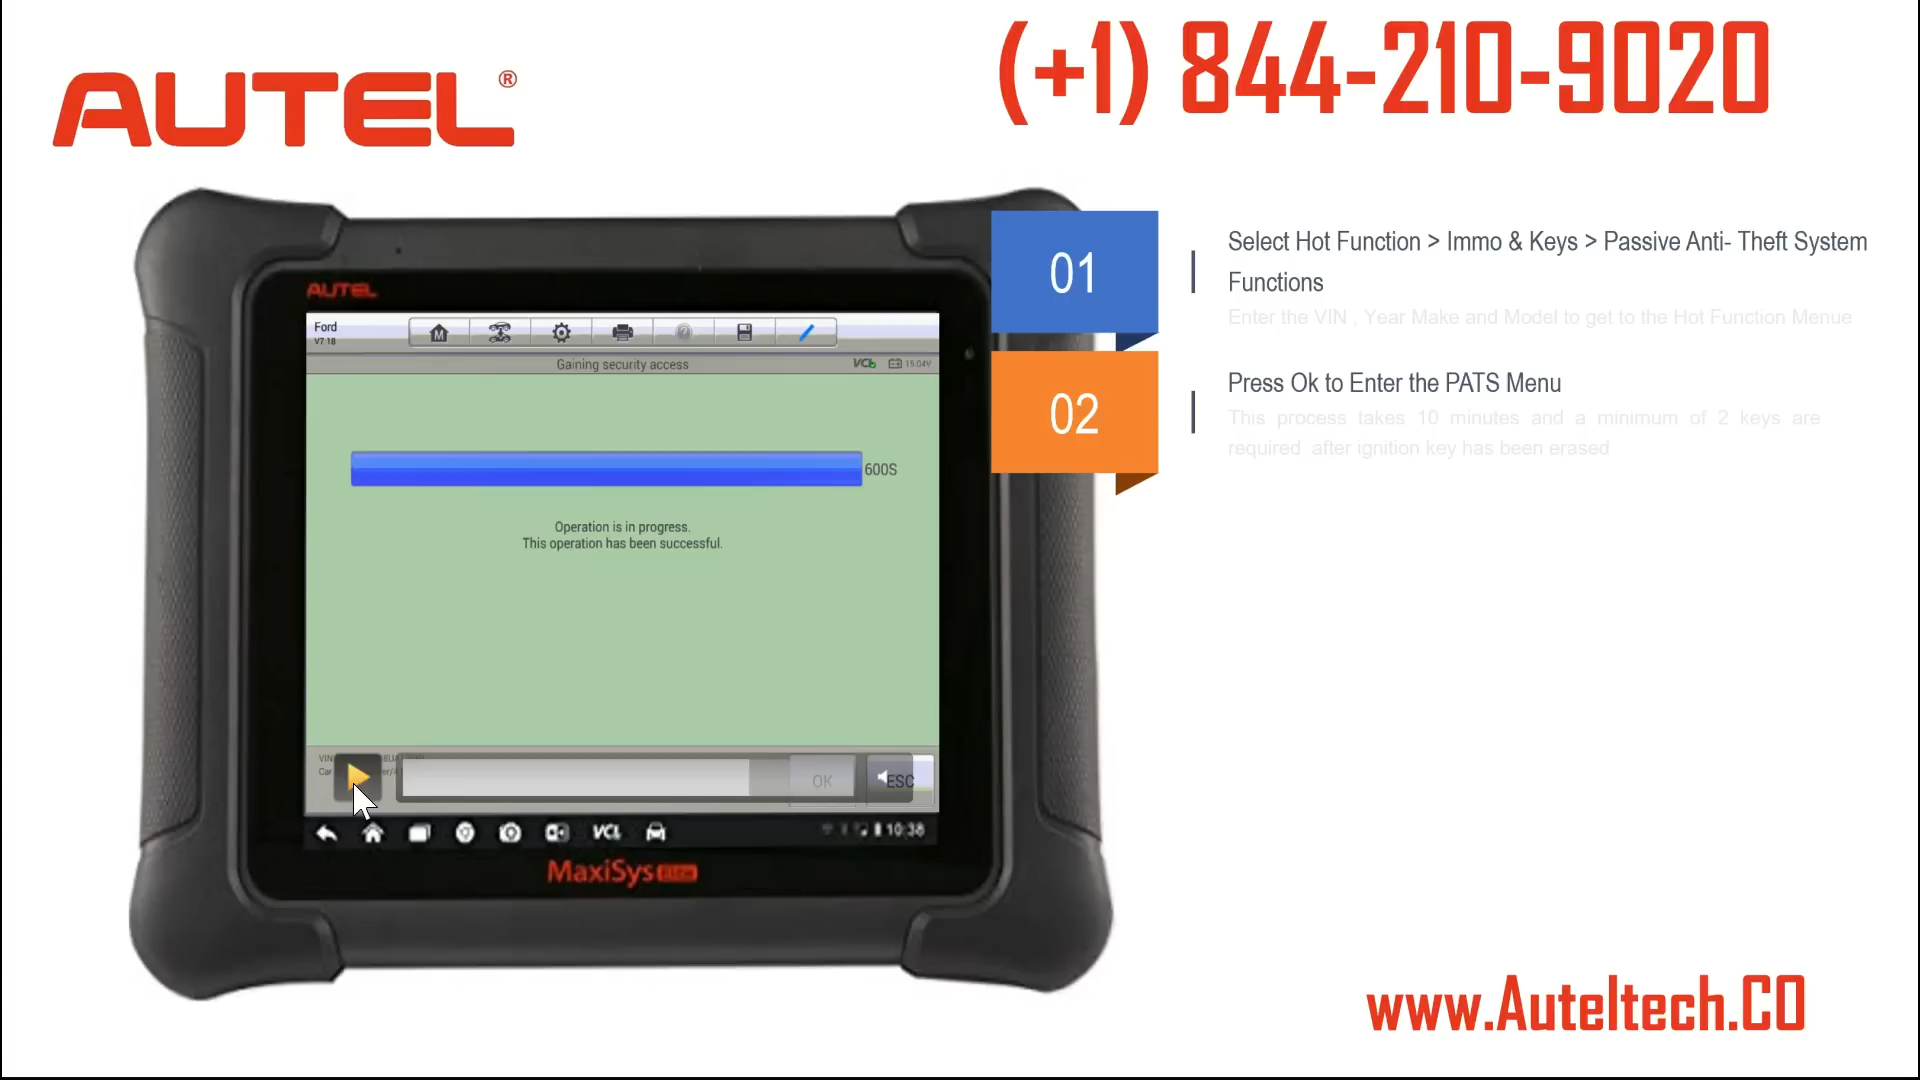 AUTEL®
(+1) 844-210-9020
AUTEL
Ford
V7 18
Gaining security access
VCI
15.04V
600S
Operation is in progress.
This operation has been successful.
VIN
Car
OK
ESC
VCI
10:38
MaxiSys Elite
01
Select Hot Function > Immo & Keys > Passive Anti- Theft System
Functions
Enter the VIN , Year Make and Model to get to the Hot Function Menue
02
Press Ok to Enter the PATS Menu
This process takes 10 minutes and a minimum of 2 keys are
required after ignition key has been erased
www.Auteltech.CO